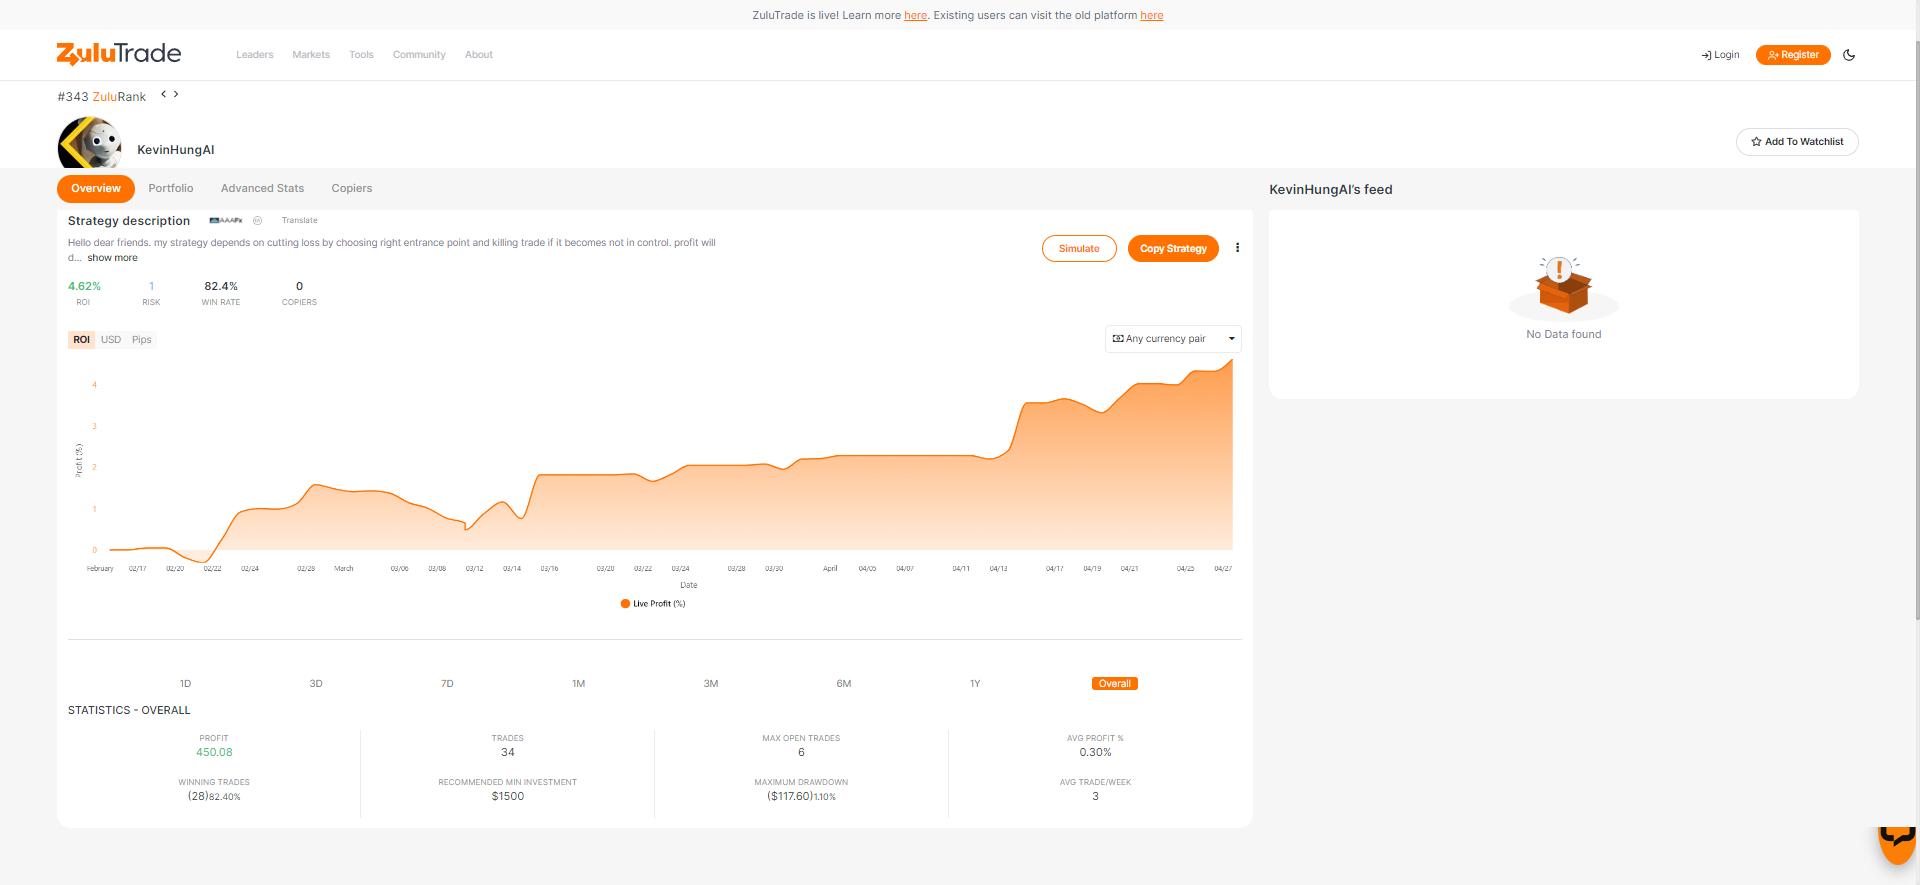 ZuluTrade is live! Learn more here. Existing users can visit the old platform here
ZuluTrade
Leaders Markets Tools Community About
Login Register
#343 ZuluRank
KevinHungAI
Add To Watchlist
Overview Portfolio Advanced Stats Copiers
KevinHungAI's feed
Strategy description AAAFx Translate
Hello dear friends. my strategy depends on cutting loss by choosing right entrance point and killing trade if it becomes not in control. profit will
d... show more
Simulate Copy Strategy
4.62% 1 82.4% 0
ROI RISK WIN RATE COPIERS
No Data found
ROI USD Pips
Any currency pair
4
3
2
1
0
Profit (%)
February 02/17 02/20 02/22 02/24 02/28 March 03/06 03/08 03/12 03/14 03/16 03/20 03/22 03/24 03/28 03/30 April 04/05 04/07 04/11 04/13 04/17 04/19 04/21 04/25 04/27
Date
Live Profit (%)
1D 3D 7D 1M 3M 6M 1Y Overall
STATISTICS - OVERALL
PROFIT TRADES MAX OPEN TRADES AVG PROFIT %
450.08 34 6 0.30%
WINNING TRADES RECOMMENDED MIN INVESTMENT MAXIMUM DRAWDOWN AVG TRADE/WEEK
(28)82.40% $1500 ($117.60)1.10% 3